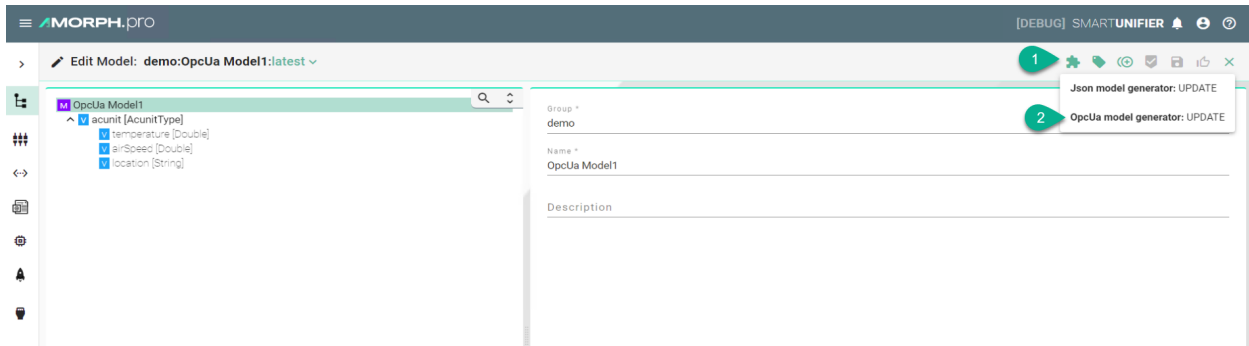 AMORPH.pro
[DEBUG] SMARTUNIFIER
Edit Model: demo:OpcUa Model1:latest
1
Json model generator: UPDATE
2
OpcUa model generator: UPDATE
M OpcUa Model1
V acunit [AcunitType]
V temperature [Double]
V airSpeed [Double]
V location [String]
Group *
demo
Name *
OpcUa Model1
Description